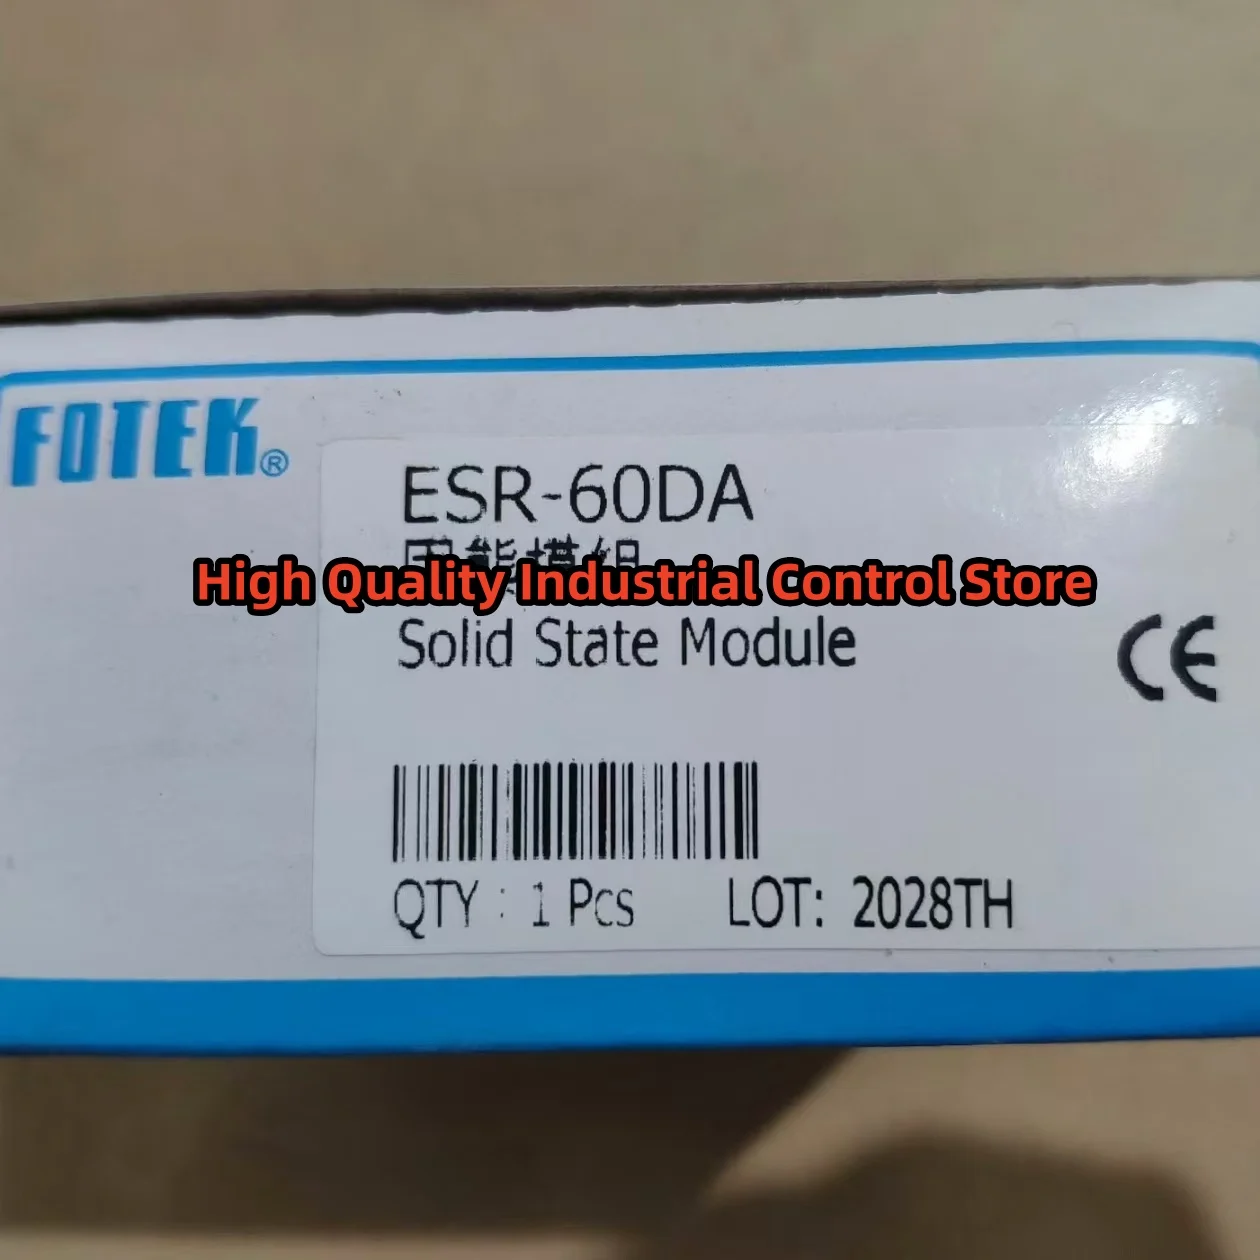 FOTEK®
ESR-60DA
High Quality Industrial Control Store
Solid State Module
CE
QTY : 1 Pcs LOT: 2028TH